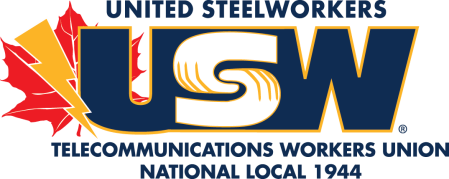 UNITED STEELWORKERS
USW®
TELECOMMUNICATIONS WORKERS UNION
NATIONAL LOCAL 1944